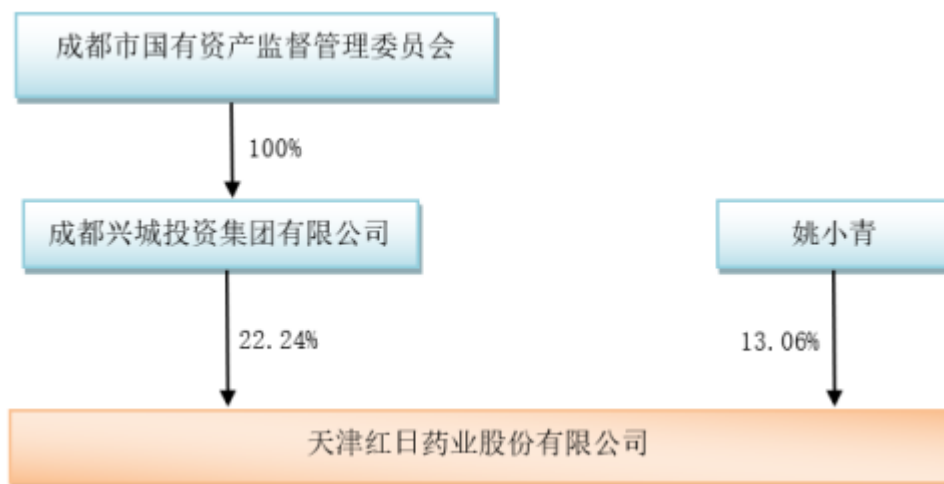 成都市国有资产监督管理委员会
100%
成都兴城投资集团有限公司
姚小青
22.24%
13.06%
天津红日药业股份有限公司